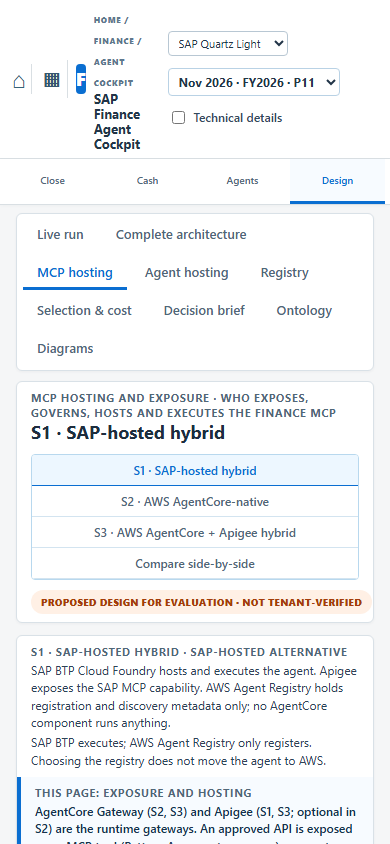 HOME /
FINANCE /
AGENT
COCKPIT
F
SAP
Finance
Agent
Cockpit
SAP Quartz Light
Nov 2026 · FY2026 · P11
Technical details
Close
Cash
Agents
Design
Live run
Complete architecture
MCP hosting
Agent hosting
Registry
Selection & cost
Decision brief
Ontology
Diagrams
MCP HOSTING AND EXPOSURE · WHO EXPOSES,
GOVERNS, HOSTS AND EXECUTES THE FINANCE MCP
S1 · SAP-hosted hybrid
S1 · SAP-hosted hybrid
S2 · AWS AgentCore-native
S3 · AWS AgentCore + Apigee hybrid
Compare side-by-side
PROPOSED DESIGN FOR EVALUATION · NOT TENANT-VERIFIED
S1 · SAP-HOSTED HYBRID · SAP-HOSTED ALTERNATIVE
SAP BTP Cloud Foundry hosts and executes the agent. Apigee
exposes the SAP MCP capability. AWS Agent Registry holds
registration and discovery metadata only; no AgentCore
component runs anything.
SAP BTP executes; AWS Agent Registry only registers.
Choosing the registry does not move the agent to AWS.
THIS PAGE: EXPOSURE AND HOSTING
AgentCore Gateway (S2, S3) and Apigee (S1, S3; optional in
S2) are the runtime gateways. An approved API is exposed